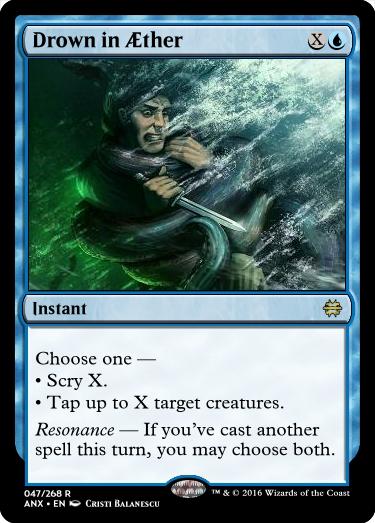 Drown in Æther X
Instant
Choose one —
• Scry X.
• Tap up to X target creatures.
Resonance — If you've cast another
spell this turn, you may choose both.
047/268 R
ANX • EN Cristi Balanescu
™ & © 2016 Wizards of the Coast